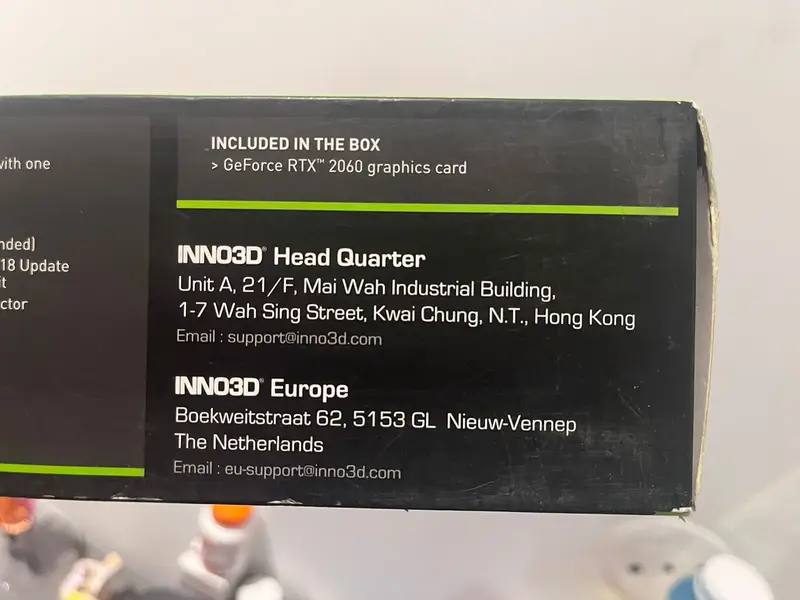 with one
nded)
18 Update
it
ctor
INCLUDED IN THE BOX
> GeForce RTX™ 2060 graphics card
INNO3D® Head Quarter
Unit A, 21/F, Mai Wah Industrial Building,
1-7 Wah Sing Street, Kwai Chung, N.T., Hong Kong
Email : support@inno3d.com
INNO3D® Europe
Boekweitstraat 62, 5153 GL Nieuw-Vennep
The Netherlands
Email : eu-support@inno3d.com